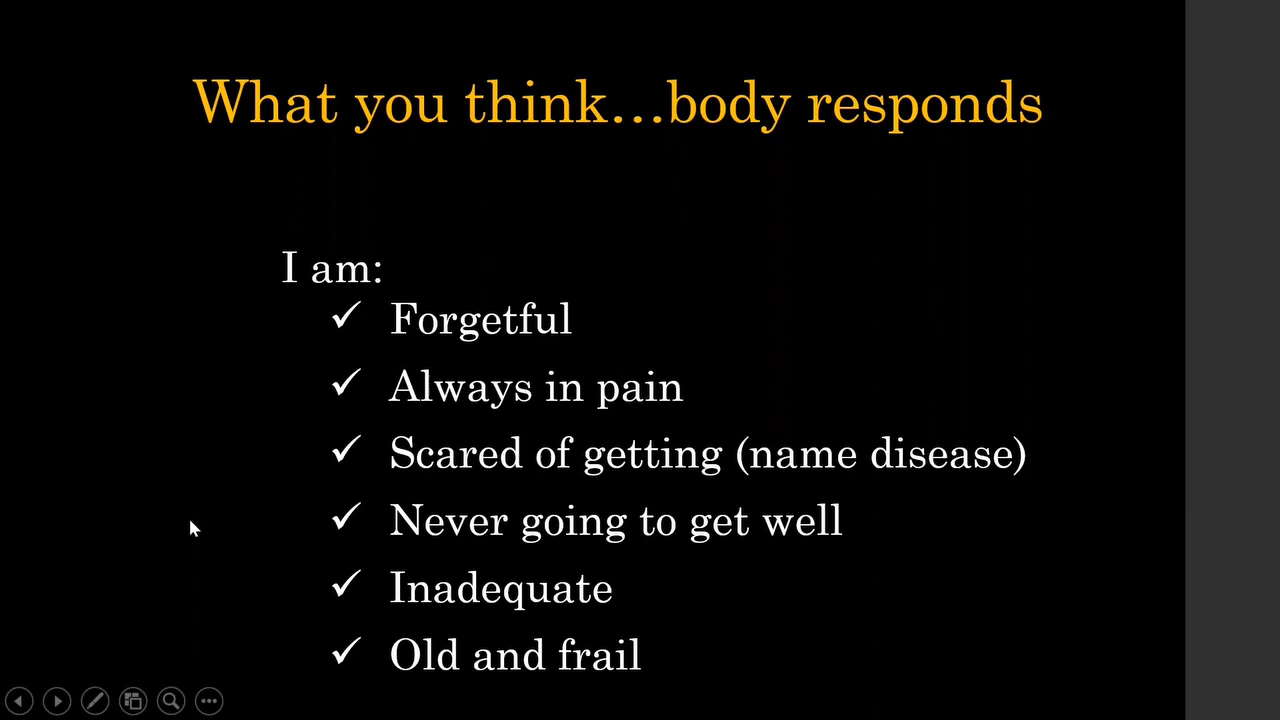 What you think...body responds
I am:
✓ Forgetful
✓ Always in pain
✓ Scared of getting (name disease)
✓ Never going to get well
✓ Inadequate
✓ Old and frail